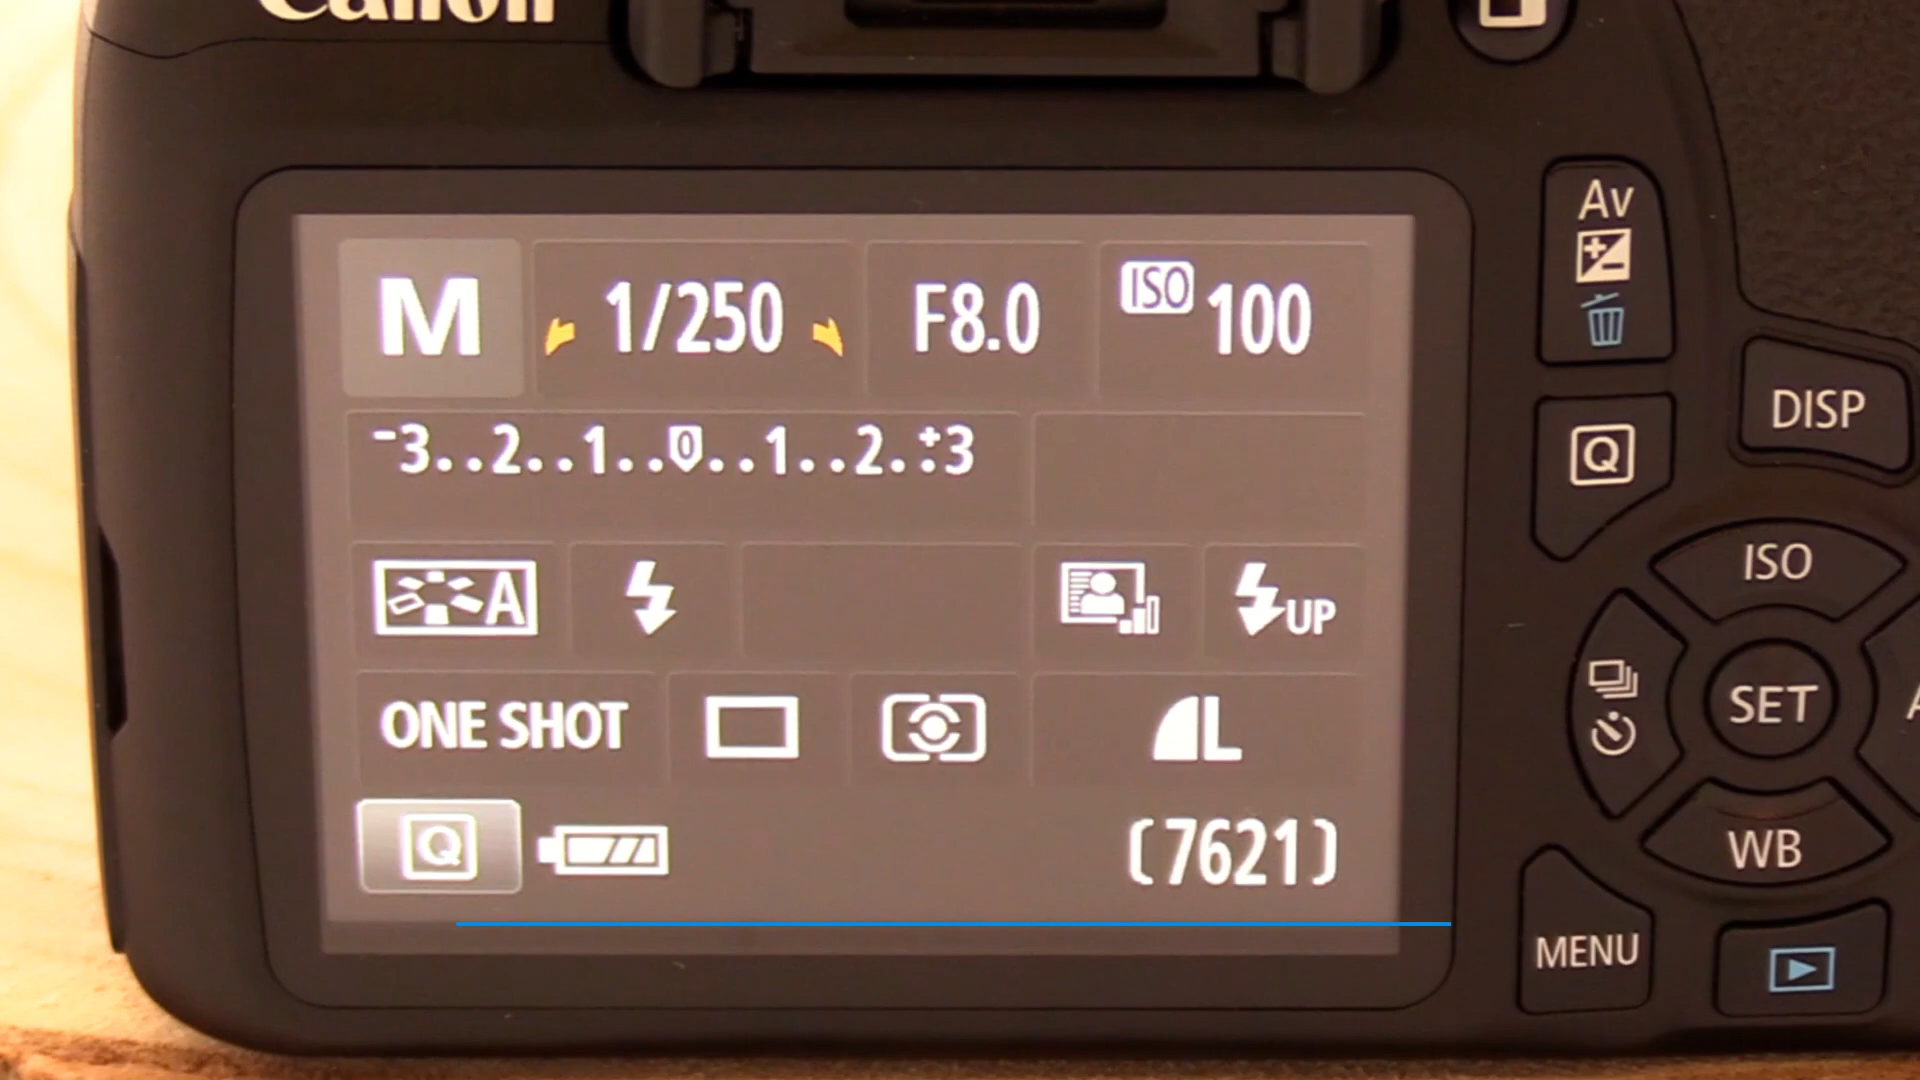 Canon
M 1/250 F8.0 ISO 100
-3..2..1..0..1..2.:+3
A UP
ONE SHOT L
Q (7621)
Av
DISP
Q
ISO
SET
WB
MENU